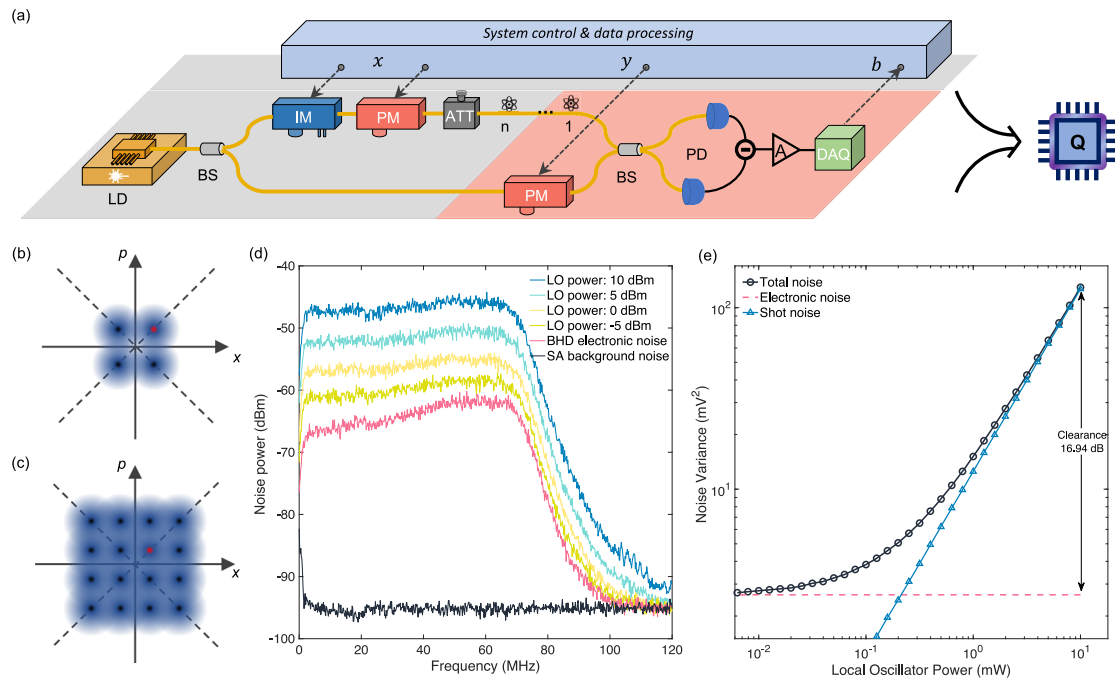 (a)
System control & data processing
x
y
b
IM
PM
ATT
n
...
1
LD
BS
PM
BS
PD
A
DAQ
Q
(b)
p
x
(c)
p
x
(d)
Noise power (dBm)
-40
-50
-60
-70
-80
-90
-100
0
20
40
60
80
100
120
Frequency (MHz)
LO power: 10 dBm
LO power: 5 dBm
LO power: 0 dBm
LO power: -5 dBm
BHD electronic noise
SA background noise
(e)
Noise Variance (mV²)
10²
10¹
10⁻²
10⁻¹
10⁰
10¹
Local Oscillator Power (mW)
Total noise
Electronic noise
Shot noise
Clearance
16.94 dB